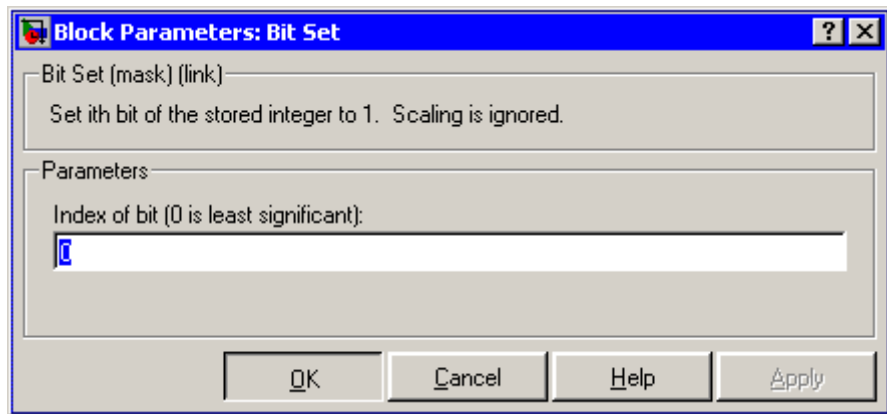 Block Parameters: Bit Set
Bit Set (mask) (link)
Set ith bit of the stored integer to 1. Scaling is ignored.
Parameters
Index of bit (0 is least significant):
0
OK Cancel Help Apply